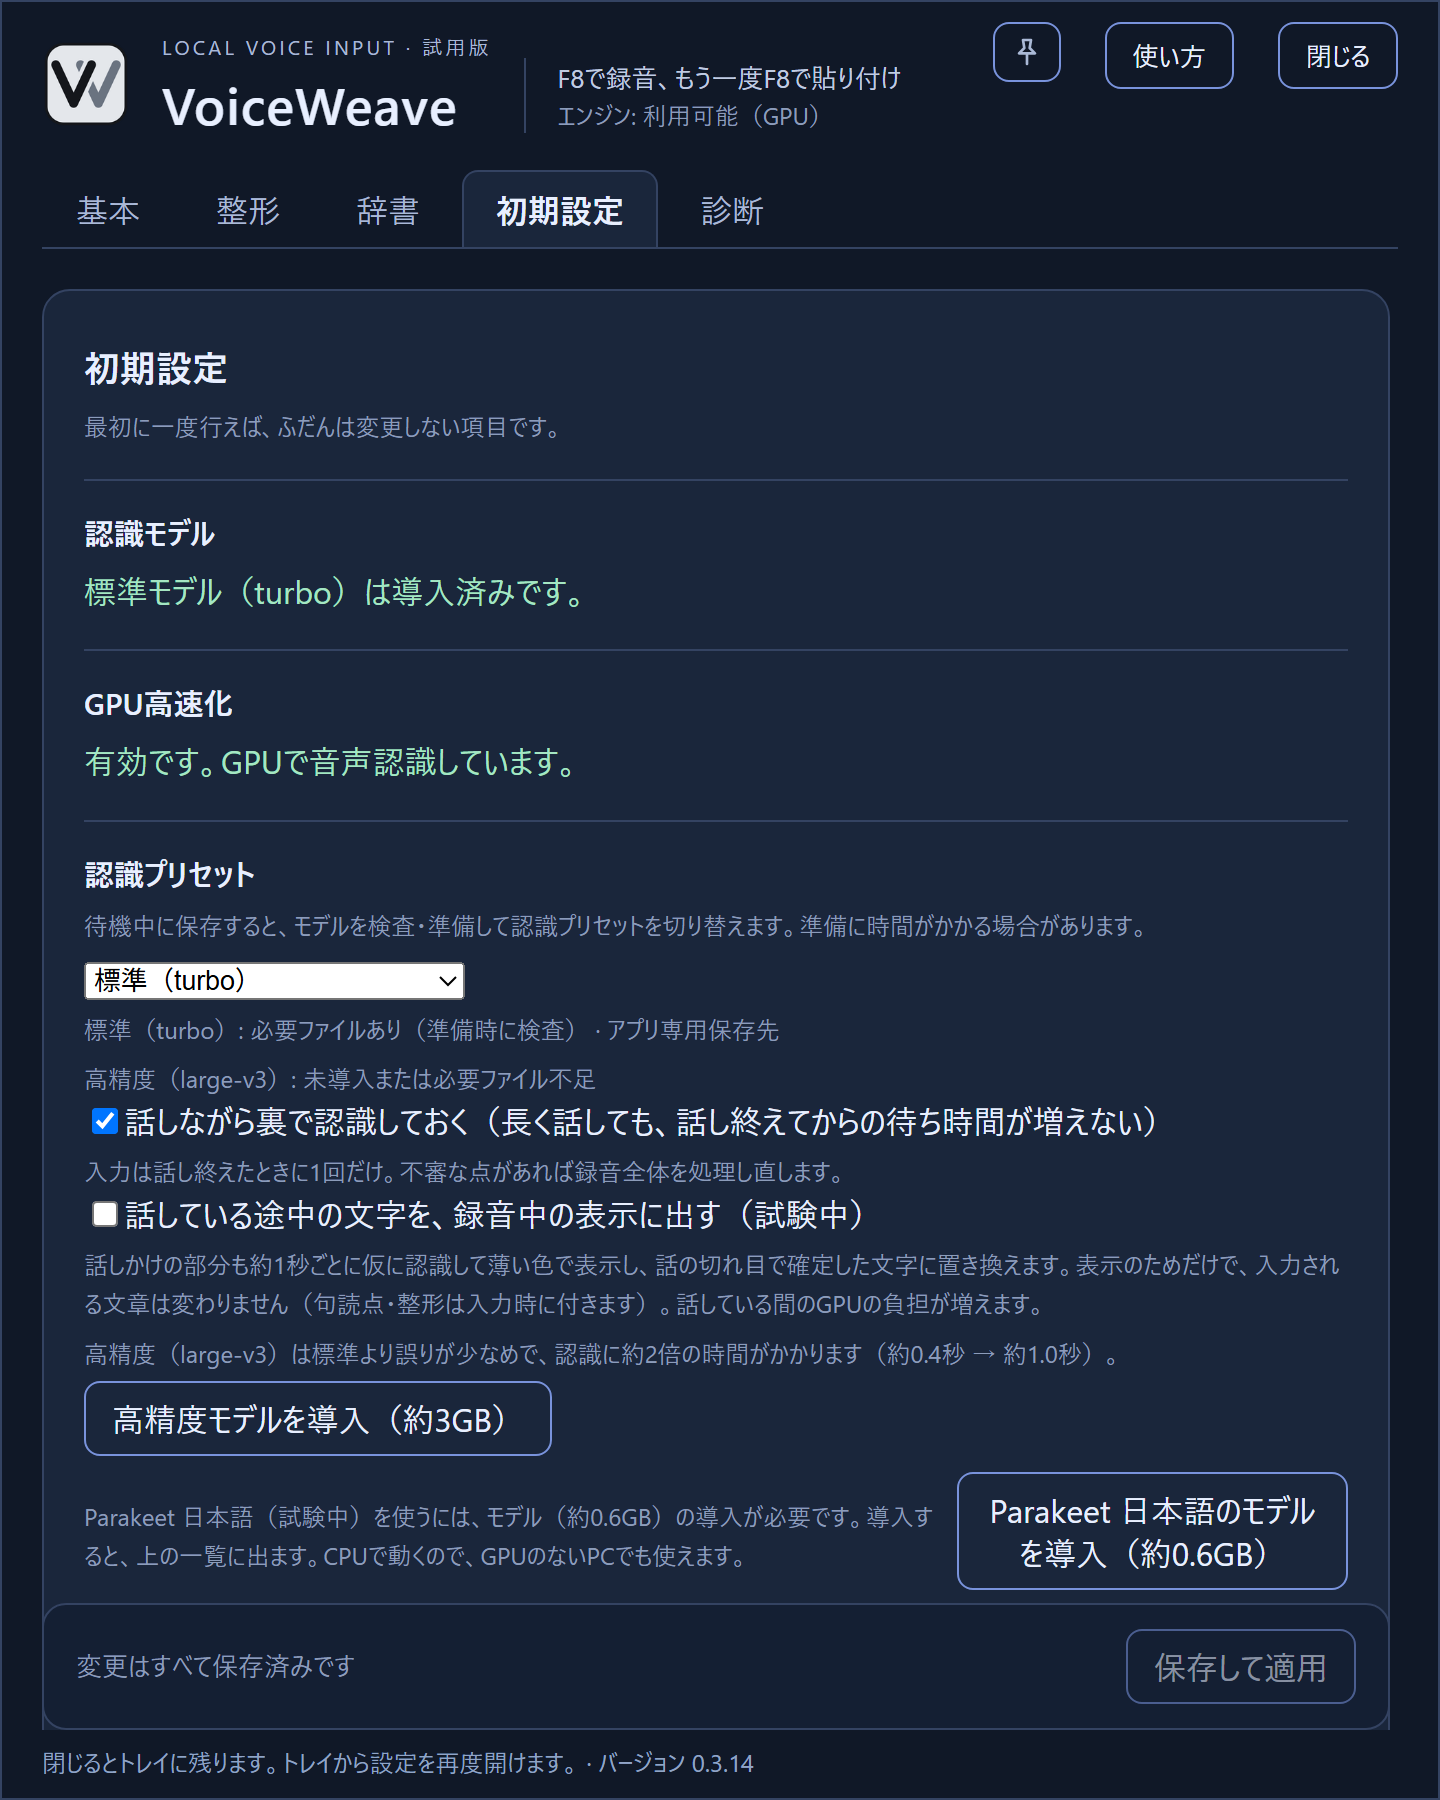 LOCAL VOICE INPUT · 試用版
VoiceWeave
F8で録音、もう一度F8で貼り付け
エンジン: 利用可能（GPU）
使い方
閉じる
基本
整形
辞書
初期設定
診断
初期設定
最初に一度行えば、ふだんは変更しない項目です。
認識モデル
標準モデル（turbo）は導入済みです。
GPU高速化
有効です。GPUで音声認識しています。
認識プリセット
待機中に保存すると、モデルを検査・準備して認識プリセットを切り替えます。準備に時間がかかる場合があります。
標準（turbo）
標準（turbo）: 必要ファイルあり（準備時に検査） · アプリ専用保存先
高精度（large-v3）: 未導入または必要ファイル不足
話しながら裏で認識しておく（長く話しても、話し終えてからの待ち時間が増えない）
入力は話し終えたときに1回だけ。不審な点があれば録音全体を処理し直します。
話している途中の文字を、録音中の表示に出す（試験中）
話しかけの部分も約1秒ごとに仮に認識して薄い色で表示し、話の切れ目で確定した文字に置き換えます。表示のためだけで、入力され
る文章は変わりません（句読点・整形は入力時に付きます）。話している間のGPUの負担が増えます。
高精度（large-v3）は標準より誤りが少なめで、認識に約2倍の時間がかかります（約0.4秒 → 約1.0秒）。
高精度モデルを導入（約3GB）
Parakeet 日本語（試験中）を使うには、モデル（約0.6GB）の導入が必要です。導入す
ると、上の一覧に出ます。CPUで動くので、GPUのないPCでも使えます。
Parakeet 日本語のモデル
を導入（約0.6GB）
変更はすべて保存済みです
保存して適用
閉じるとトレイに残ります。トレイから設定を再度開けます。 · バージョン 0.3.14